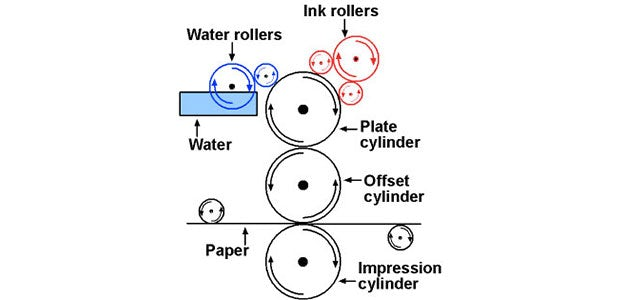 Ink rollers
Water rollers
Water
Plate
cylinder
Offset
cylinder
Paper
Impression
cylinder